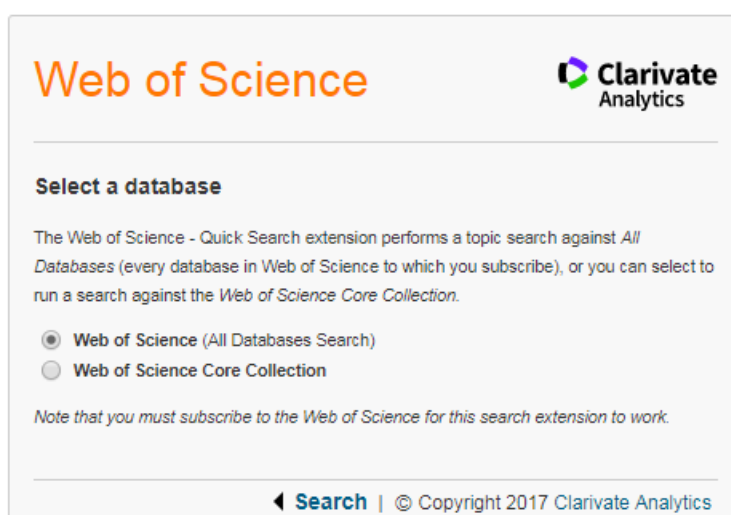 Web of Science
Clarivate
Analytics
Select a database
The Web of Science - Quick Search extension performs a topic search against All
Databases (every database in Web of Science to which you subscribe), or you can select to
run a search against the Web of Science Core Collection.
Web of Science (All Databases Search)
Web of Science Core Collection
Note that you must subscribe to the Web of Science for this search extension to work.
Search | © Copyright 2017 Clarivate Analytics